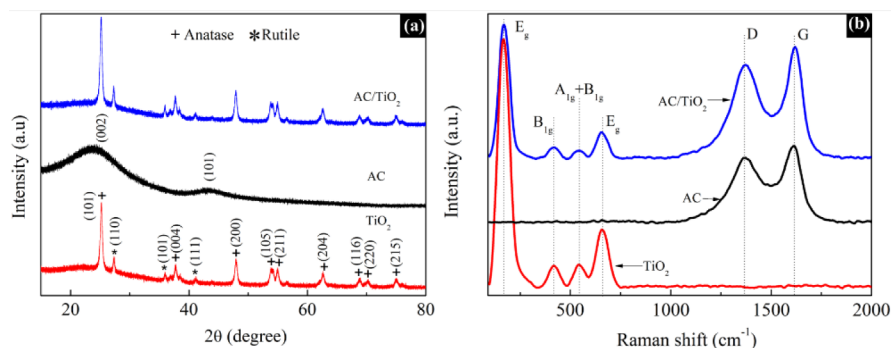 (a)
+ Anatase ✱ Rutile
AC/TiO₂
(002)
(101)
AC
TiO₂
(101) +
* (110)
(101)
*
+ (004)
* (111)
+ (200)
(105)
+
+ (211)
+ (204)
+ (116)
+ (220)
+ (215)
20 40 60 80
2θ (degree)
Intensity (a.u)
(b)
E_g
D
G
AC/TiO₂
A₁g+B₁g
B₁g
E_g
AC
TiO₂
500 1000 1500 2000
Raman shift (cm⁻¹)
Intensity (a.u.)